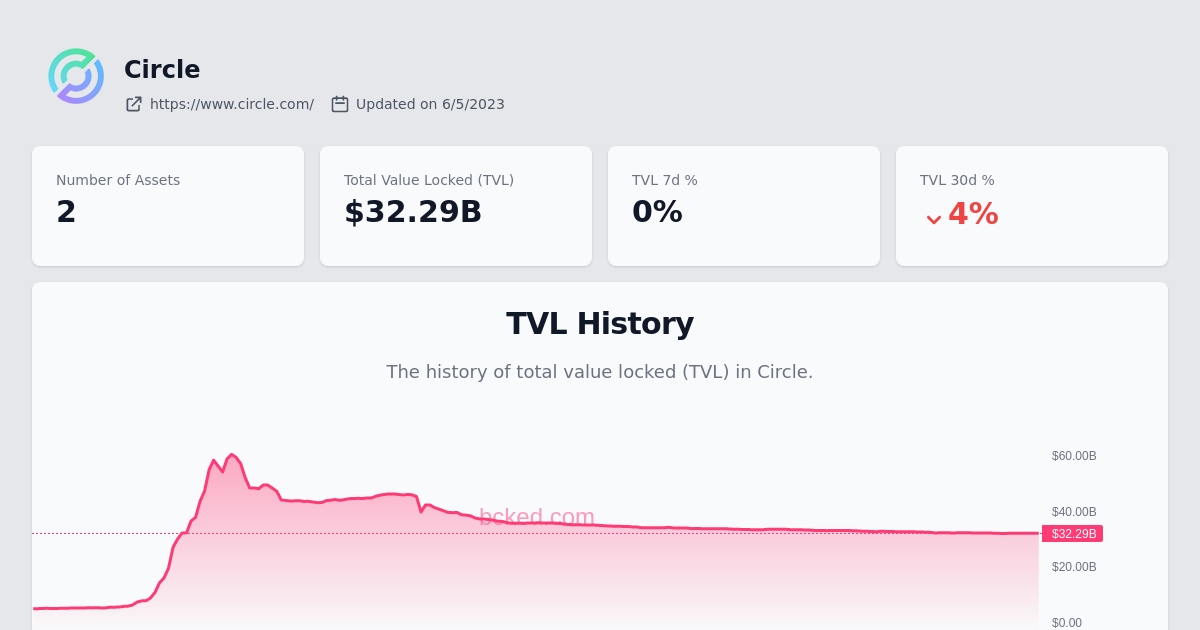 Circle
https://www.circle.com/ Updated on 6/5/2023
Number of Assets
2
Total Value Locked (TVL)
$32.29B
TVL 7d %
0%
TVL 30d %
4%
TVL History
The history of total value locked (TVL) in Circle.
$60.00B
$40.00B
bcked.com
$32.29B
$20.00B
$0.00